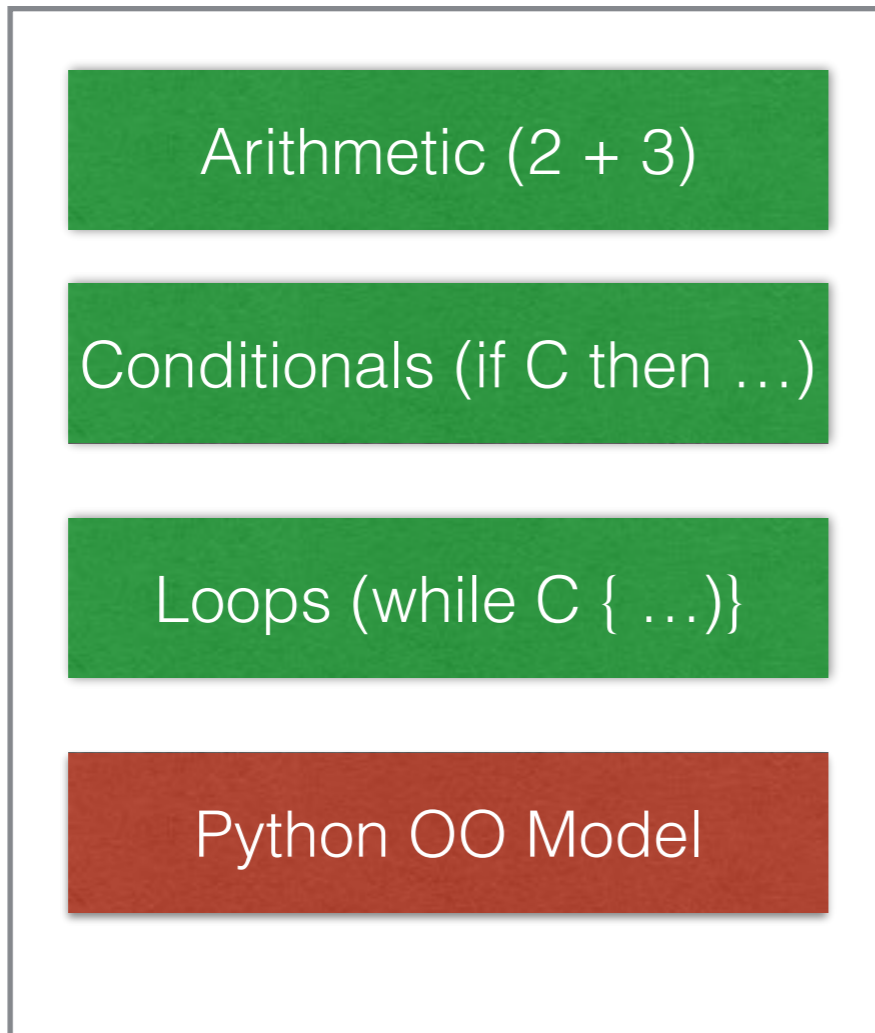 Arithmetic (2 + 3)
Conditionals (if C then …)
Loops (while C { …)}
Python OO Model